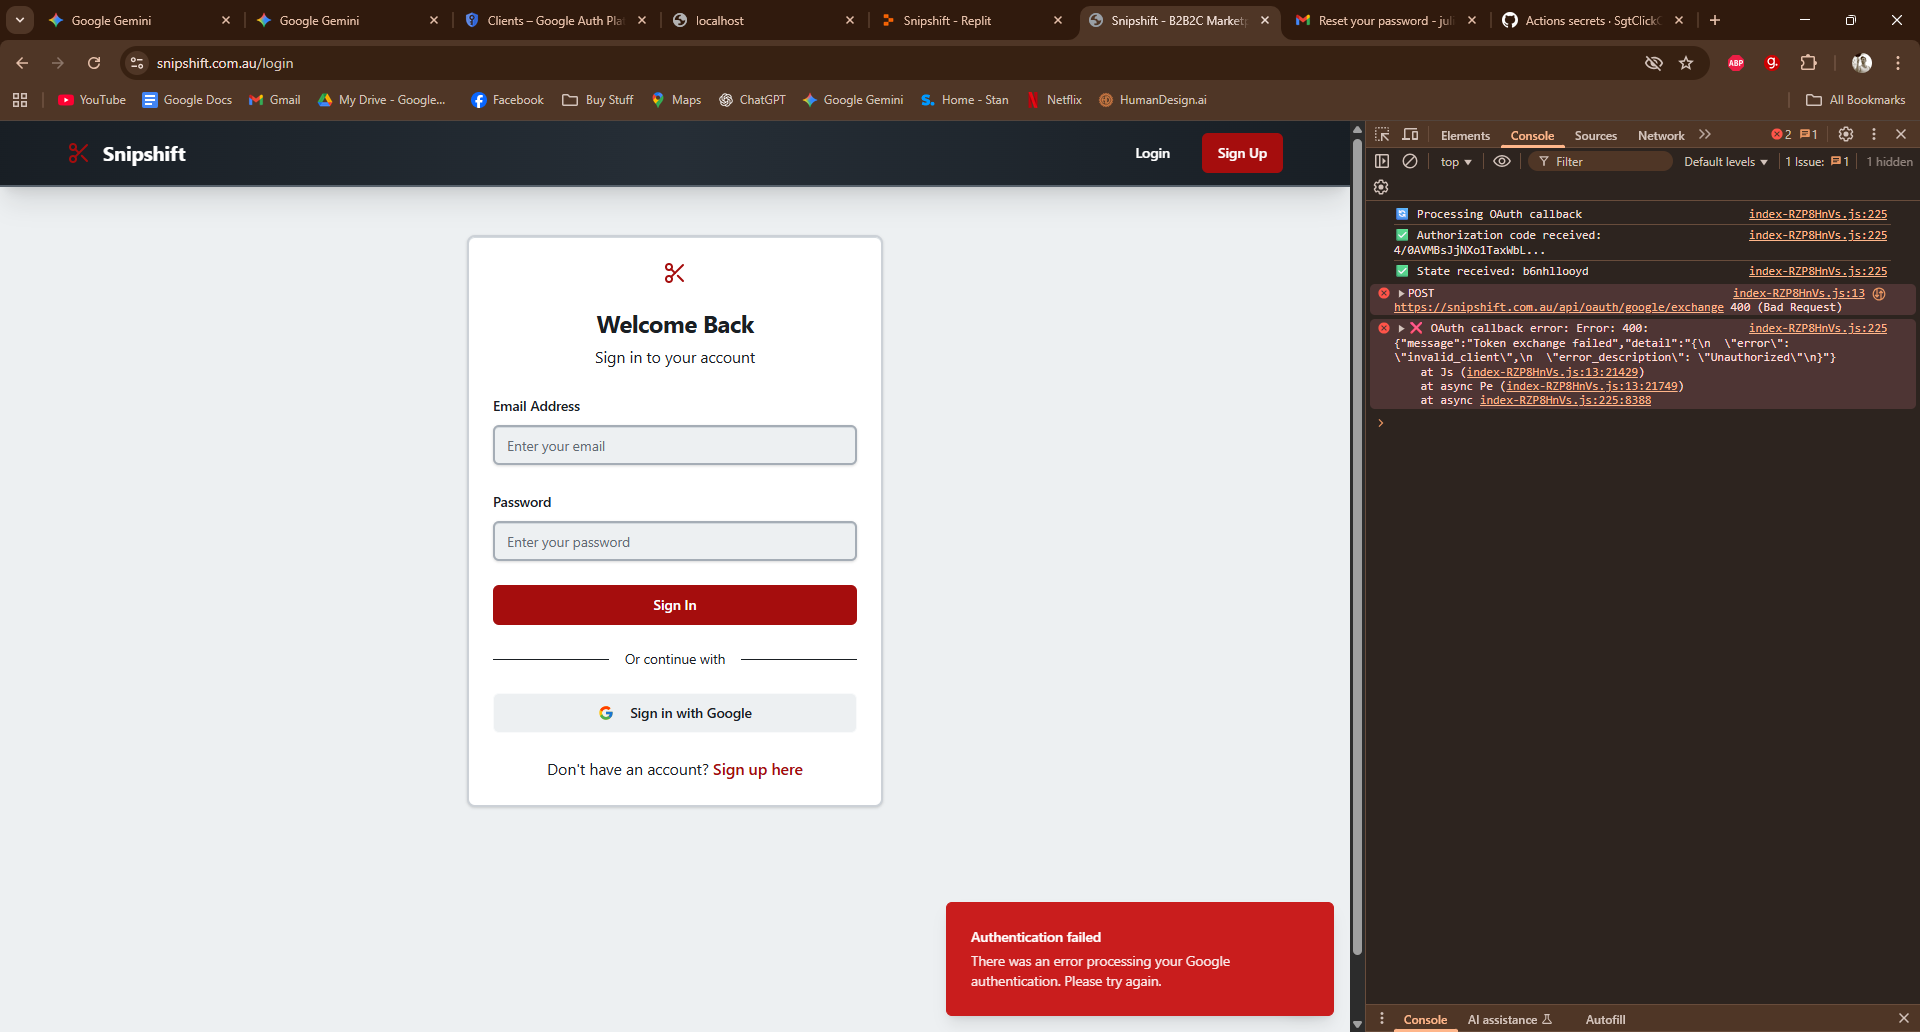 Google Gemini
Google Gemini
Clients – Google Auth Pla
localhost
Snipshift - Replit
Snipshift - B2B2C Market
Reset your password - juli
Actions secrets · SgtClickC
snipshift.com.au/login
ABP
g.
YouTube
Google Docs
Gmail
My Drive - Google...
Facebook
Buy Stuff
Maps
ChatGPT
Google Gemini
S. Home - Stan
Netflix
HumanDesign.ai
All Bookmarks
Snipshift
Login
Sign Up
Welcome Back
Sign in to your account
Email Address
Enter your email
Password
Enter your password
Sign In
Or continue with
Sign in with Google
Don't have an account? Sign up here
Authentication failed
There was an error processing your Google
authentication. Please try again.
Elements
Console
Sources
Network
2
1
top
Filter
Default levels
1 Issue: 1
1 hidden
Processing OAuth callback index-RZP8HnVs.js:225
Authorization code received: index-RZP8HnVs.js:225
4/0AVMBsJjNXo1TaxWbL...
State received: b6nhllooyd index-RZP8HnVs.js:225
POST index-RZP8HnVs.js:13
https://snipshift.com.au/api/oauth/google/exchange 400 (Bad Request)
OAuth callback error: Error: 400: index-RZP8HnVs.js:225
{"message":"Token exchange failed","detail":"{\n  \"error\":
\"invalid_client\",\n  \"error_description\": \"Unauthorized\"\n}"}
at Js (index-RZP8HnVs.js:13:21429)
at async Pe (index-RZP8HnVs.js:13:21749)
at async index-RZP8HnVs.js:225:8388
Console
AI assistance
Autofill